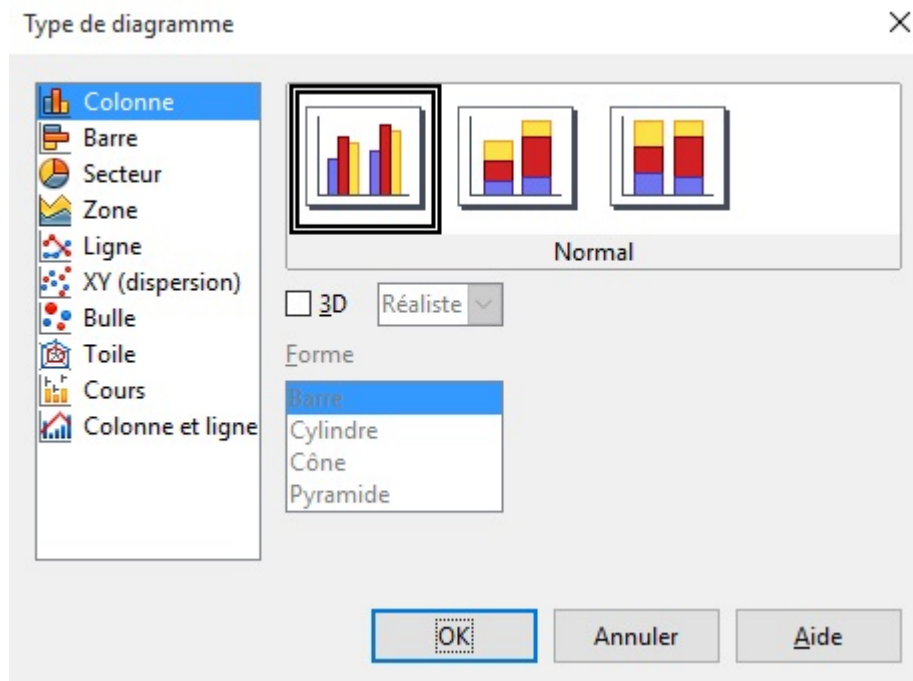 Type de diagramme
Colonne
Barre
Secteur
Zone
Ligne
XY (dispersion)
Bulle
Toile
Cours
Colonne et ligne
Normal
3D
Réaliste
Forme
Barre
Cylindre
Cône
Pyramide
OK
Annuler
Aide